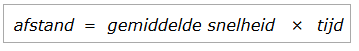 afstand = gemiddelde snelheid × tijd